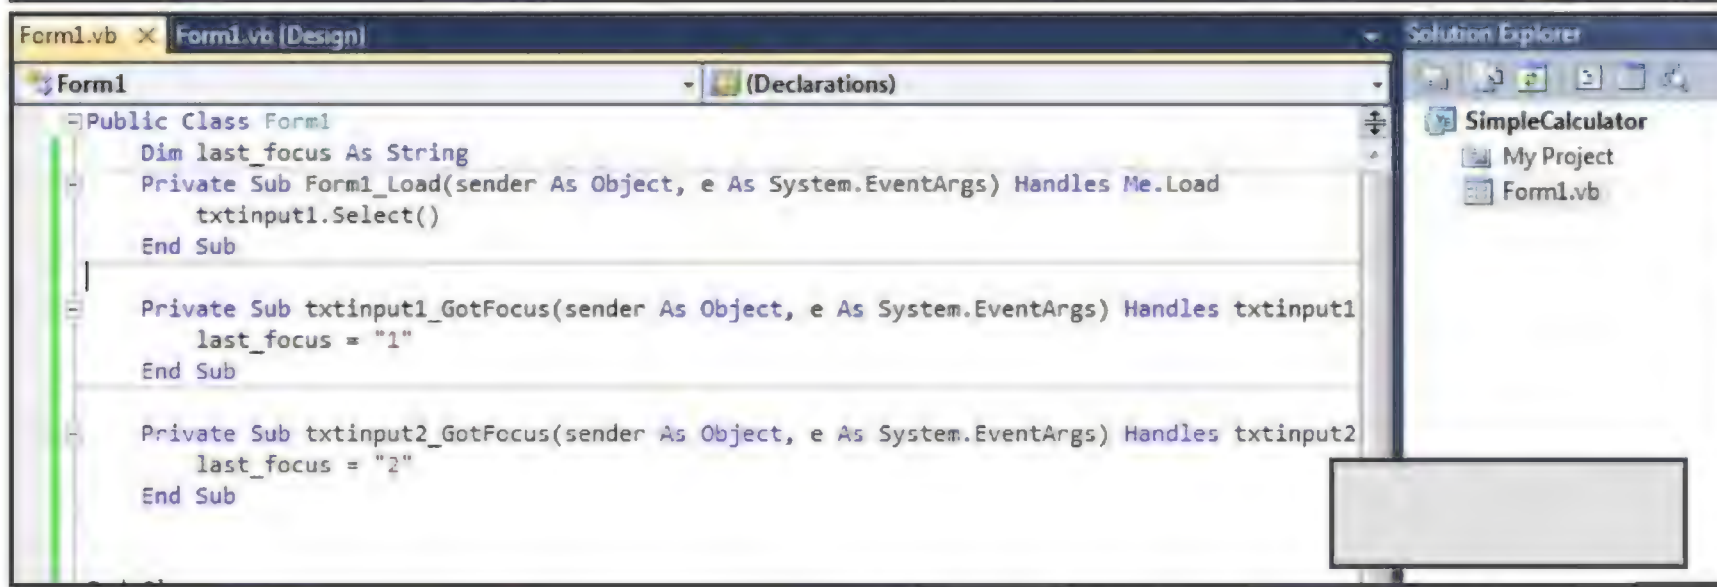 Form1.vb × Form1.vb [Design]
Solution Explorer
Form1
(Declarations)
Public Class Form1
Dim last_focus As String
Private Sub Form1_Load(sender As Object, e As System.EventArgs) Handles Me.Load
txtinput1.Select()
End Sub
Private Sub txtinput1_GotFocus(sender As Object, e As System.EventArgs) Handles txtinput1
last_focus = "1"
End Sub
Private Sub txtinput2_GotFocus(sender As Object, e As System.EventArgs) Handles txtinput2
last_focus = "2"
End Sub
SimpleCalculator
My Project
Form1.vb